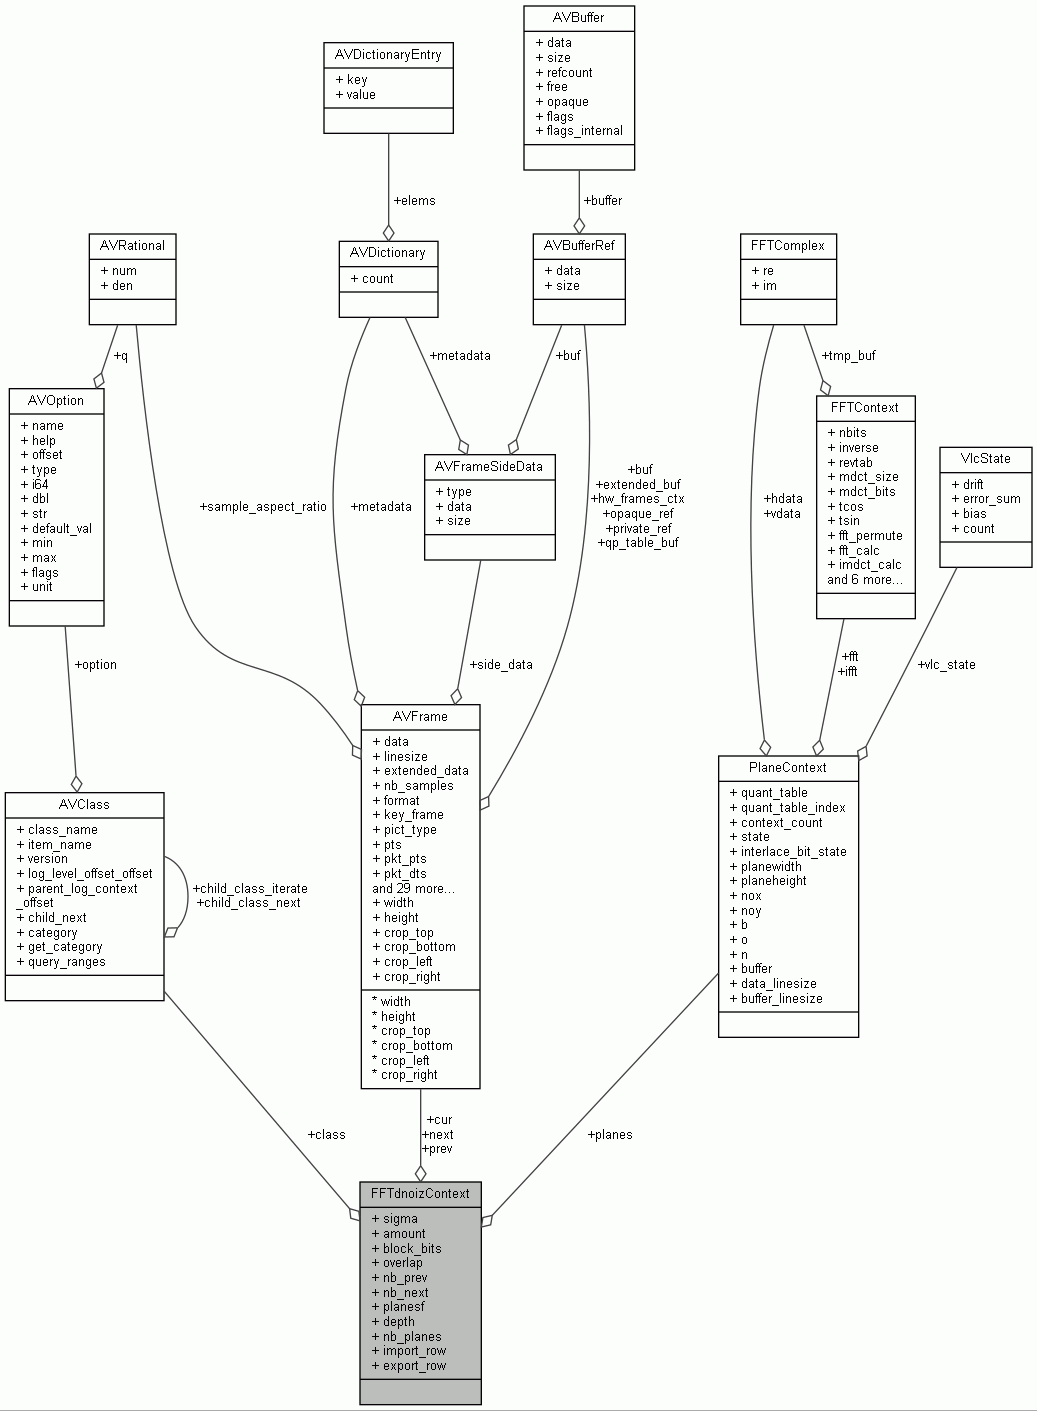 AVBuffer
+ data
+ size
+ refcount
+ free
+ opaque
+ flags
+ flags_internal
AVDictionaryEntry
+ key
+ value
+elems
+buffer
AVRational
+ num
+ den
AVDictionary
+ count
AVBufferRef
+ data
+ size
FFTComplex
+ re
+ im
+q
+metadata
+buf
+tmp_buf
AVOption
+ name
+ help
+ offset
+ type
+ i64
+ dbl
+ str
+ default_val
+ min
+ max
+ flags
+ unit
FFTContext
+ nbits
+ inverse
+ revtab
+ mdct_size
+ mdct_bits
+ tcos
+ tsin
+ fft_permute
+ fft_calc
+ imdct_calc
and 6 more...
VlcState
+ drift
+ error_sum
+ bias
+ count
AVFrameSideData
+ type
+ data
+ size
+sample_aspect_ratio
+metadata
+buf
+extended_buf
+hw_frames_ctx
+opaque_ref
+private_ref
+qp_table_buf
+hdata
+vdata
+option
+side_data
+fft
+ifft
+vlc_state
AVFrame
+ data
+ linesize
+ extended_data
+ nb_samples
+ format
+ key_frame
+ pict_type
+ pts
+ pkt_pts
+ pkt_dts
and 29 more...
+ width
+ height
+ crop_top
+ crop_bottom
+ crop_left
+ crop_right
* width
* height
* crop_top
* crop_bottom
* crop_left
* crop_right
PlaneContext
+ quant_table
+ quant_table_index
+ context_count
+ state
+ interlace_bit_state
+ planewidth
+ planeheight
+ nox
+ noy
+ b
+ o
+ n
+ buffer
+ data_linesize
+ buffer_linesize
AVClass
+ class_name
+ item_name
+ version
+ log_level_offset_offset
+ parent_log_context
_offset
+ child_next
+ category
+ get_category
+ query_ranges
+child_class_iterate
+child_class_next
+class
+cur
+next
+prev
+planes
FFTdnoizContext
+ sigma
+ amount
+ block_bits
+ overlap
+ nb_prev
+ nb_next
+ planesf
+ depth
+ nb_planes
+ import_row
+ export_row